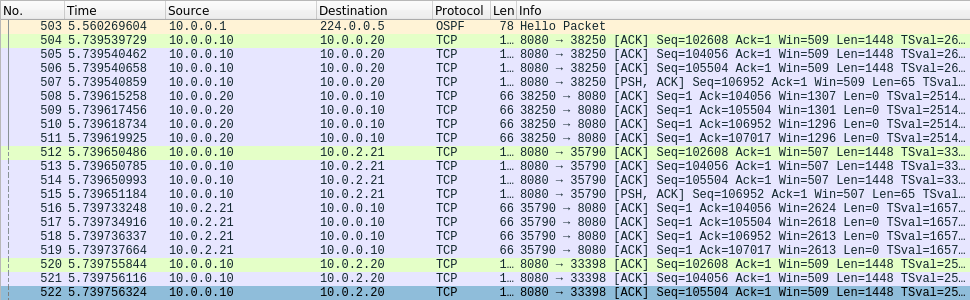 No. Time Source Destination Protocol Len Info
503 5.560269604 10.0.0.1 224.0.0.5 OSPF 78 Hello Packet
504 5.739539729 10.0.0.10 10.0.0.20 TCP 1… 8080 → 38250 [ACK] Seq=102608 Ack=1 Win=509 Len=1448 TSval=26…
505 5.739540462 10.0.0.10 10.0.0.20 TCP 1… 8080 → 38250 [ACK] Seq=104056 Ack=1 Win=509 Len=1448 TSval=26…
506 5.739540658 10.0.0.10 10.0.0.20 TCP 1… 8080 → 38250 [ACK] Seq=105504 Ack=1 Win=509 Len=1448 TSval=26…
507 5.739540859 10.0.0.10 10.0.0.20 TCP 1… 8080 → 38250 [PSH, ACK] Seq=106952 Ack=1 Win=509 Len=65 TSval…
508 5.739615258 10.0.0.20 10.0.0.10 TCP 66 38250 → 8080 [ACK] Seq=1 Ack=104056 Win=1307 Len=0 TSval=2514…
509 5.739617456 10.0.0.20 10.0.0.10 TCP 66 38250 → 8080 [ACK] Seq=1 Ack=105504 Win=1301 Len=0 TSval=2514…
510 5.739618734 10.0.0.20 10.0.0.10 TCP 66 38250 → 8080 [ACK] Seq=1 Ack=106952 Win=1296 Len=0 TSval=2514…
511 5.739619925 10.0.0.20 10.0.0.10 TCP 66 38250 → 8080 [ACK] Seq=1 Ack=107017 Win=1296 Len=0 TSval=2514…
512 5.739650486 10.0.0.10 10.0.2.21 TCP 1… 8080 → 35790 [ACK] Seq=102608 Ack=1 Win=507 Len=1448 TSval=33…
513 5.739650785 10.0.0.10 10.0.2.21 TCP 1… 8080 → 35790 [ACK] Seq=104056 Ack=1 Win=507 Len=1448 TSval=33…
514 5.739650993 10.0.0.10 10.0.2.21 TCP 1… 8080 → 35790 [ACK] Seq=105504 Ack=1 Win=507 Len=1448 TSval=33…
515 5.739651184 10.0.0.10 10.0.2.21 TCP 1… 8080 → 35790 [PSH, ACK] Seq=106952 Ack=1 Win=507 Len=65 TSval…
516 5.739733248 10.0.2.21 10.0.0.10 TCP 66 35790 → 8080 [ACK] Seq=1 Ack=104056 Win=2624 Len=0 TSval=1657…
517 5.739734916 10.0.2.21 10.0.0.10 TCP 66 35790 → 8080 [ACK] Seq=1 Ack=105504 Win=2618 Len=0 TSval=1657…
518 5.739736337 10.0.2.21 10.0.0.10 TCP 66 35790 → 8080 [ACK] Seq=1 Ack=106952 Win=2613 Len=0 TSval=1657…
519 5.739737664 10.0.2.21 10.0.0.10 TCP 66 35790 → 8080 [ACK] Seq=1 Ack=107017 Win=2613 Len=0 TSval=1657…
520 5.739755844 10.0.0.10 10.0.2.20 TCP 1… 8080 → 33398 [ACK] Seq=102608 Ack=1 Win=509 Len=1448 TSval=25…
521 5.739756116 10.0.0.10 10.0.2.20 TCP 1… 8080 → 33398 [ACK] Seq=104056 Ack=1 Win=509 Len=1448 TSval=25…
522 5.739756324 10.0.0.10 10.0.2.20 TCP 1… 8080 → 33398 [ACK] Seq=105504 Ack=1 Win=509 Len=1448 TSval=25…